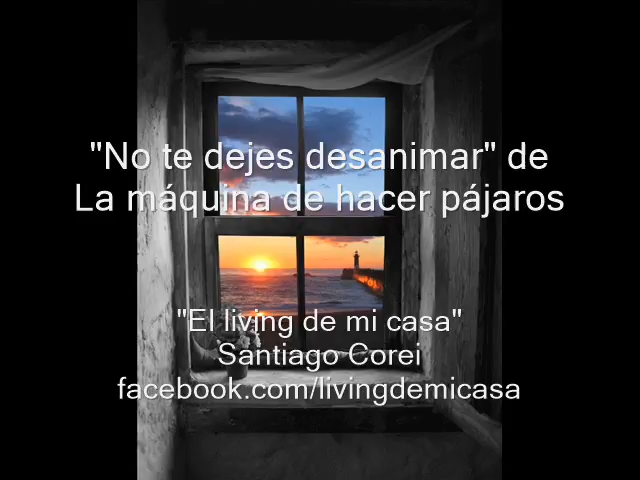 "No te dejes desanimar" de
La máquina de hacer pájaros
"El living de mi casa"
Santiago Corei
facebook.com/livingdemicasa